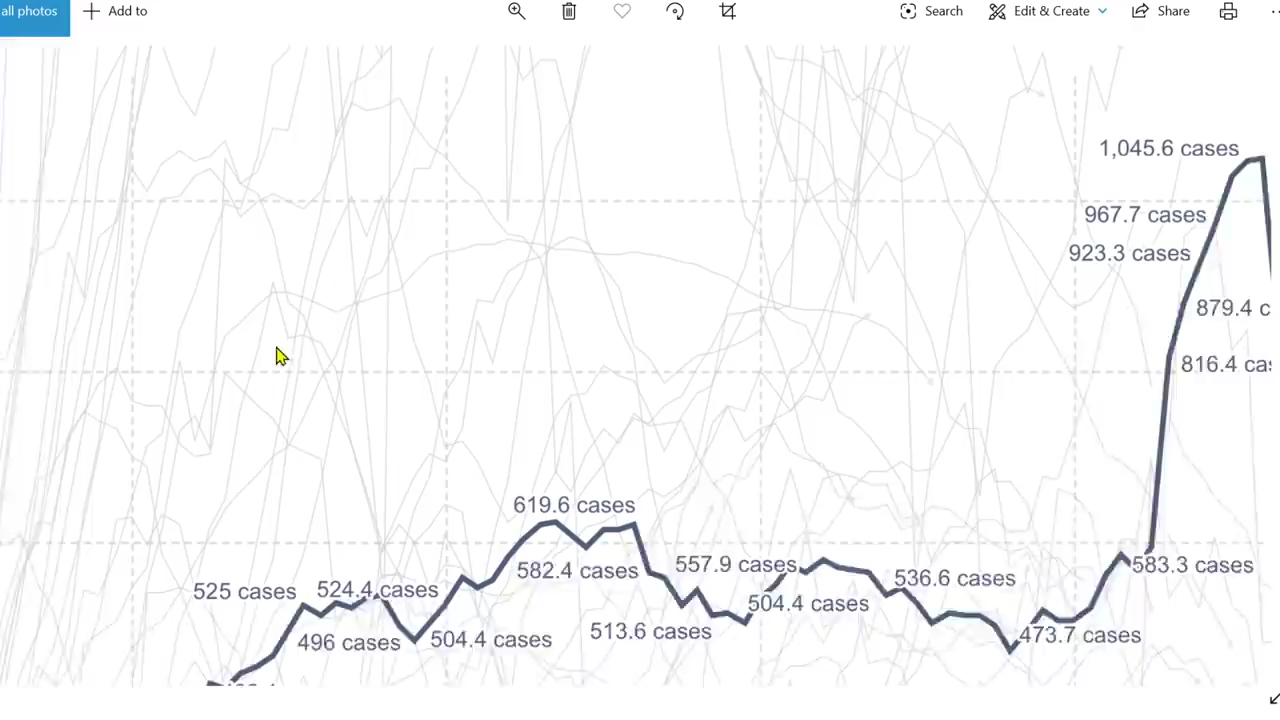 all photos
Add to
Search
Edit & Create
Share
1,045.6 cases
967.7 cases
923.3 cases
879.4 c
816.4 cas
619.6 cases
582.4 cases
557.9 cases
583.3 cases
525 cases
524.4 cases
536.6 cases
504.4 cases
496 cases
504.4 cases
513.6 cases
473.7 cases